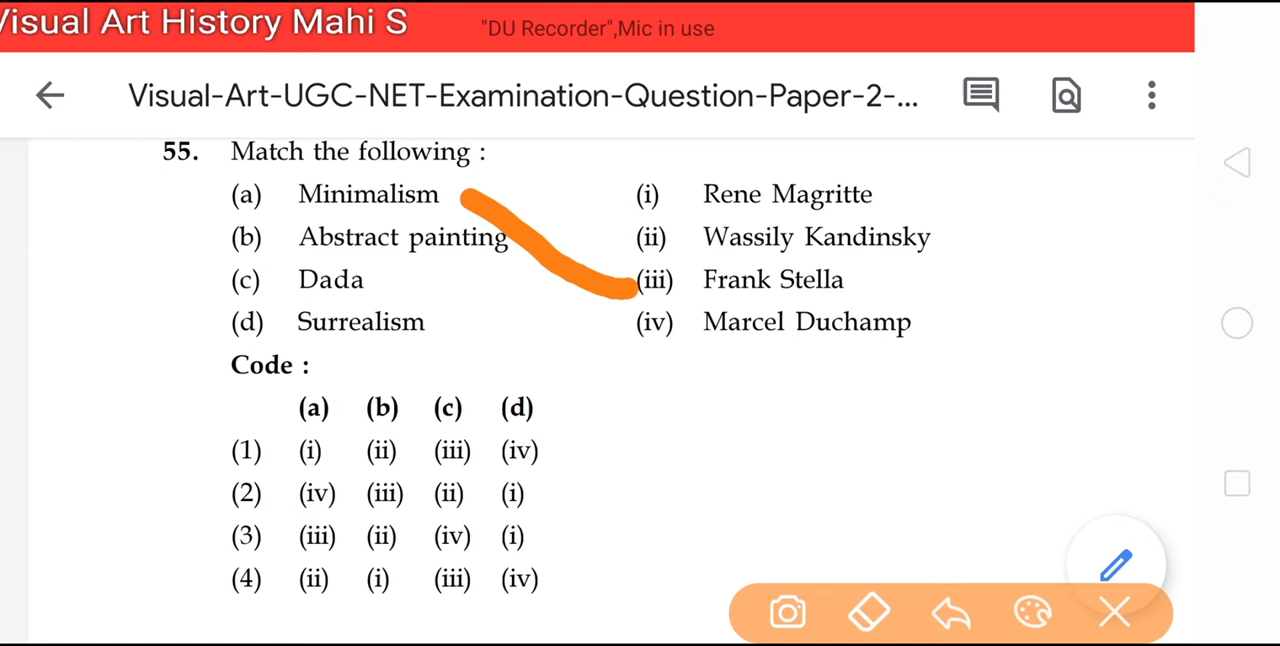 Visual Art History Mahi S "DU Recorder",Mic in use
Visual-Art-UGC-NET-Examination-Question-Paper-2-...
55. Match the following :
(a) Minimalism (i) Rene Magritte
(b) Abstract painting (ii) Wassily Kandinsky
(c) Dada (iii) Frank Stella
(d) Surrealism (iv) Marcel Duchamp
Code :
(a) (b) (c) (d)
(1) (i) (ii) (iii) (iv)
(2) (iv) (iii) (ii) (i)
(3) (iii) (ii) (iv) (i)
(4) (ii) (i) (iii) (iv)